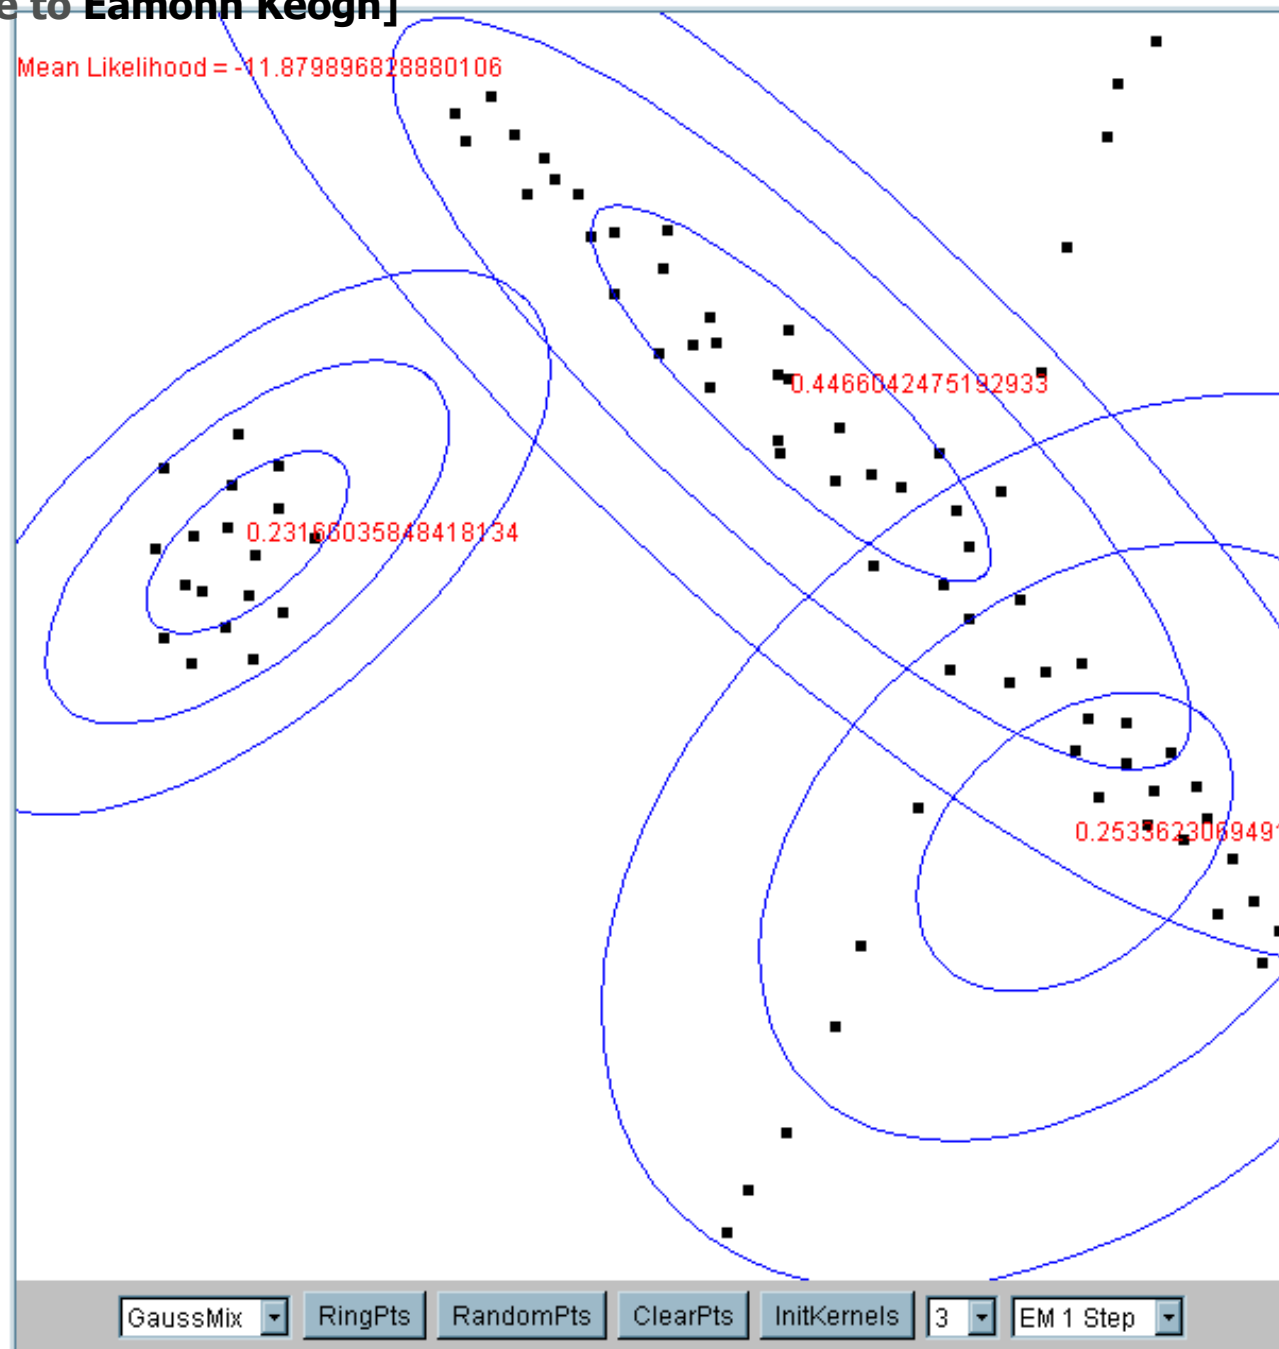 e to Eamonn Keogh]
Mean Likelihood = -11.879896828880106
0.4466042475192933
0.23166035848418134
0.2533623069491
GaussMix RingPts RandomPts ClearPts InitKernels 3 EM 1 Step